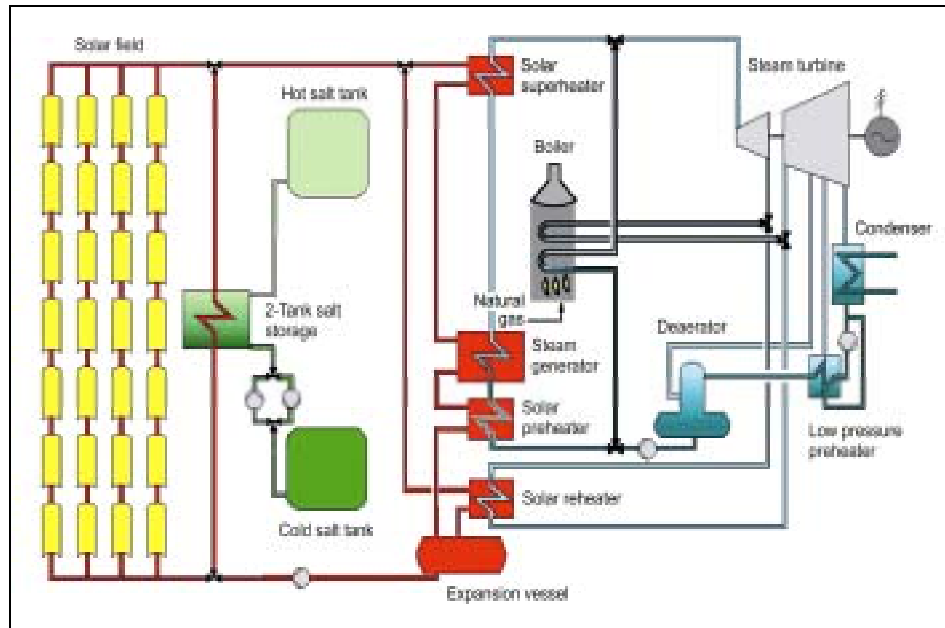 Solar field
Solar
superheater
Steam turbine
Hot salt tank
Boiler
Condenser
2-Tank salt
storage
Natural
gas
Deaerator
Steam
generator
Solar
preheater
Low pressure
preheater
Solar reheater
Cold salt tank
Expansion vessel